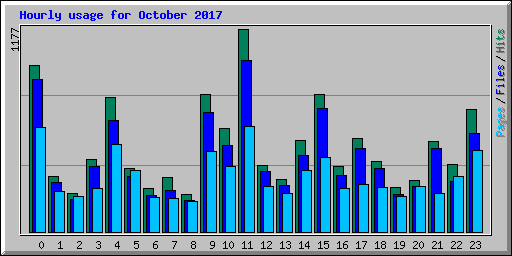 Hourly usage for October 2017
1177
Pages / Files / Hits
0 1 2 3 4 5 6 7 8 9 10 11 12 13 14 15 16 17 18 19 20 21 22 23